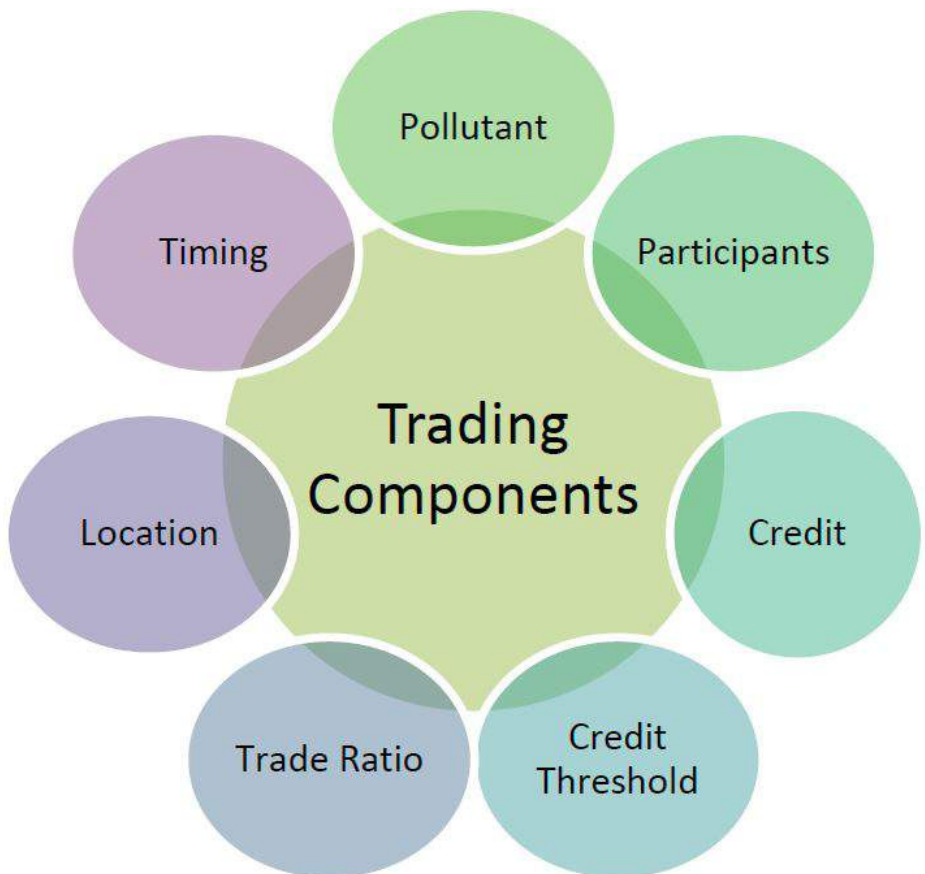 Pollutant
Timing
Participants
Trading
Components
Location
Credit
Trade Ratio
Credit
Threshold